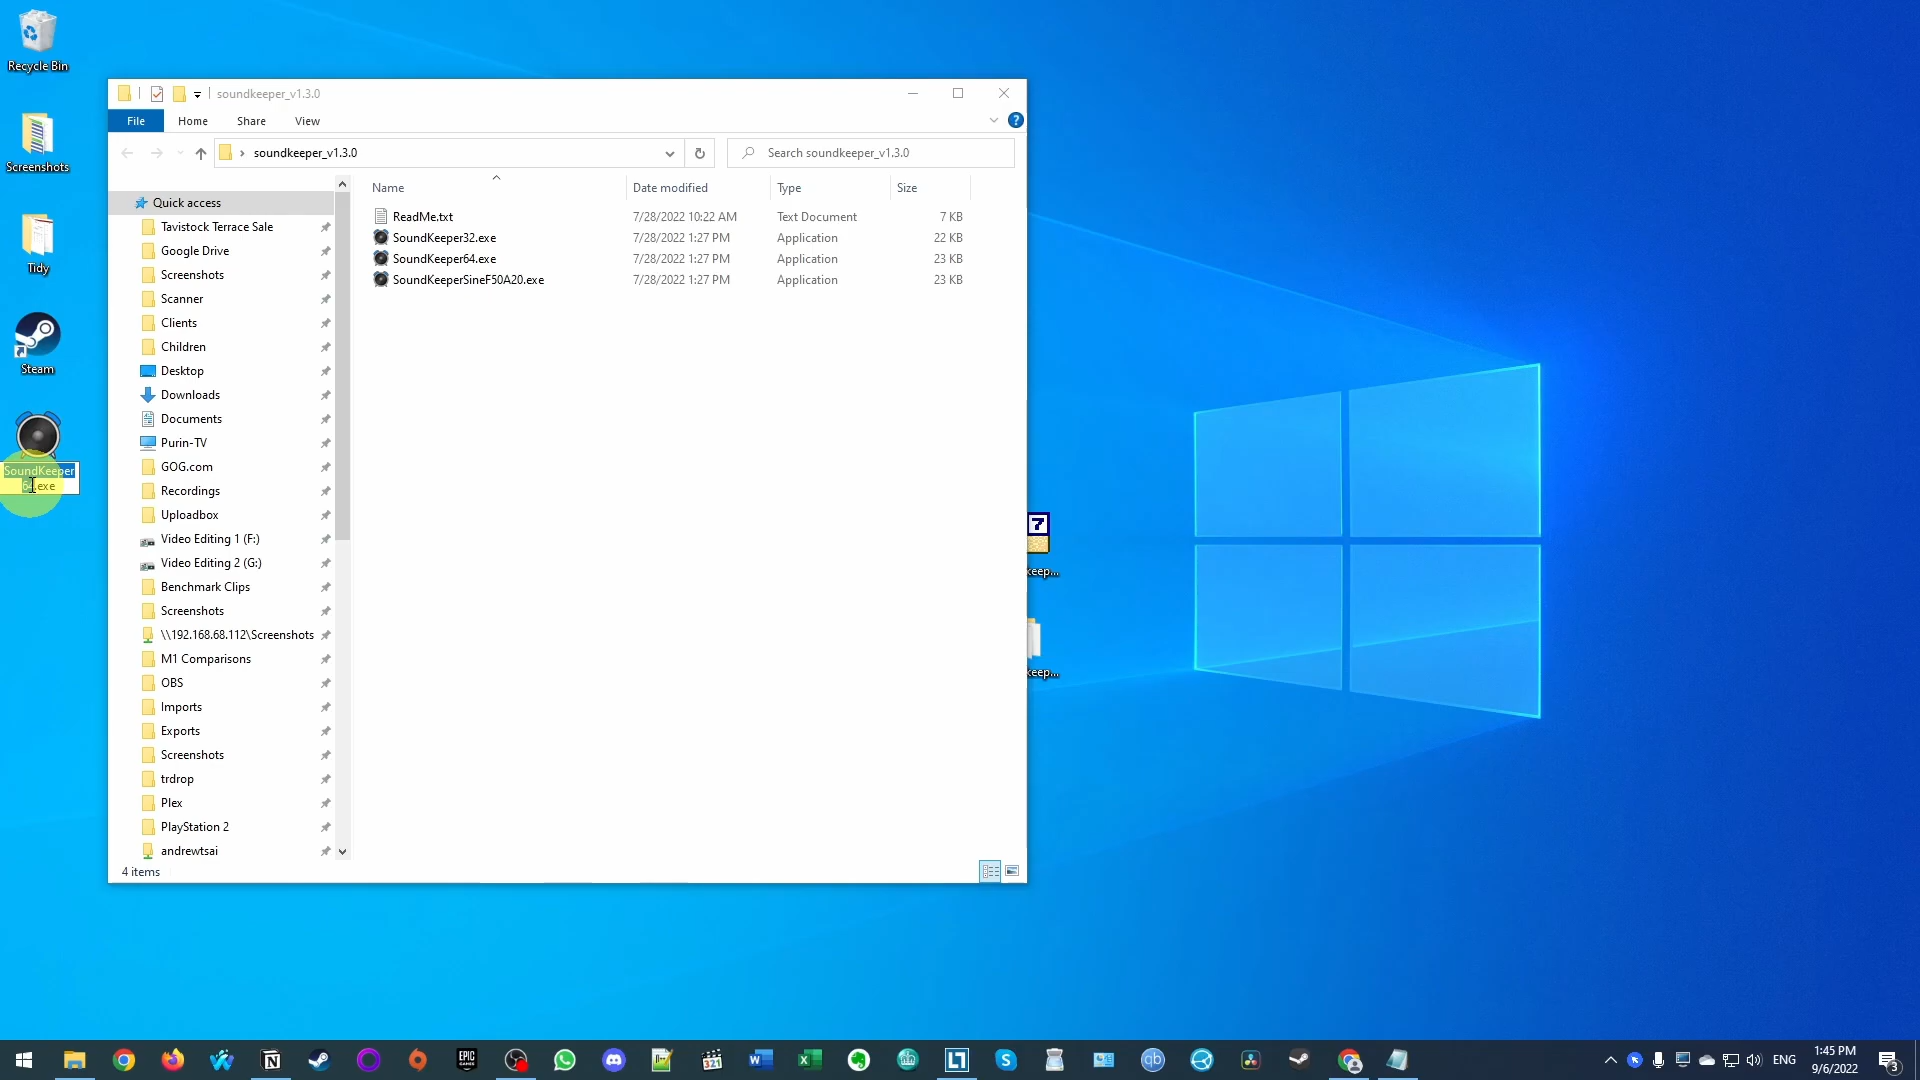 Recycle Bin
Screenshots
Tidy
Steam
SoundKeeper
64.exe
soundkeeper_v1.3.0
File
Home
Share
View
soundkeeper_v1.3.0
Search soundkeeper_v1.3.0
Name
Date modified
Type
Size
ReadMe.txt
7/28/2022 10:22 AM
Text Document
7 KB
SoundKeeper32.exe
7/28/2022 1:27 PM
Application
22 KB
SoundKeeper64.exe
7/28/2022 1:27 PM
Application
23 KB
SoundKeeperSineF50A20.exe
7/28/2022 1:27 PM
Application
23 KB
Quick access
Tavistock Terrace Sale
Google Drive
Screenshots
Scanner
Clients
Children
Desktop
Downloads
Documents
Purin-TV
GOG.com
Recordings
Uploadbox
Video Editing 1 (F:)
Video Editing 2 (G:)
Benchmark Clips
Screenshots
\\192.168.68.112\Screenshots
M1 Comparisons
OBS
Imports
Exports
Screenshots
trdrop
Plex
PlayStation 2
andrewtsai
4 items
7
keep...
keep...
EPIC
GAMES
321
qb
ENG
1:45 PM
9/6/2022
3